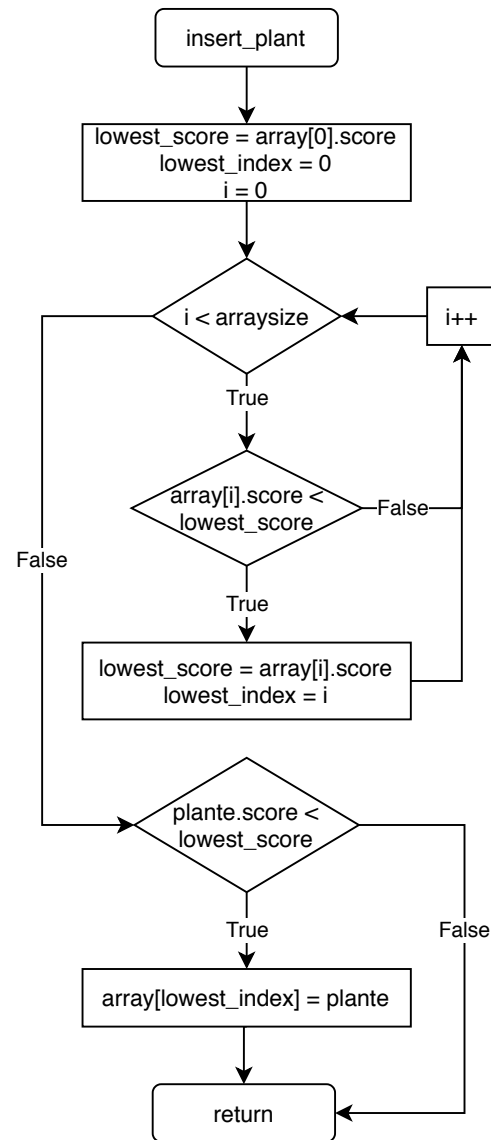 insert_plant
lowest_score = array[0].score
lowest_index = 0
i = 0
i < arraysize
i++
True
array[i].score <
lowest_score
False
False
True
lowest_score = array[i].score
lowest_index = i
plante.score <
lowest_score
True
False
array[lowest_index] = plante
return